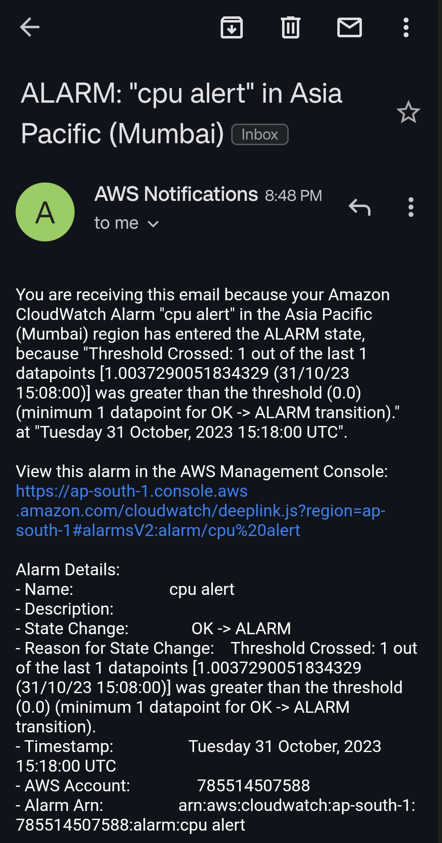 ALARM: "cpu alert" in Asia
Pacific (Mumbai) Inbox
A
AWS Notifications 8:48 PM
to me
You are receiving this email because your Amazon
CloudWatch Alarm "cpu alert" in the Asia Pacific
(Mumbai) region has entered the ALARM state,
because "Threshold Crossed: 1 out of the last 1
datapoints [1.0037290051834329 (31/10/23
15:08:00)] was greater than the threshold (0.0)
(minimum 1 datapoint for OK -> ALARM transition)."
at "Tuesday 31 October, 2023 15:18:00 UTC".
View this alarm in the AWS Management Console:
https://ap-south-1.console.aws
.amazon.com/cloudwatch/deeplink.js?region=ap-
south-1#alarmsV2:alarm/cpu%20alert
Alarm Details:
- Name: cpu alert
- Description:
- State Change: OK -> ALARM
- Reason for State Change: Threshold Crossed: 1 out
of the last 1 datapoints [1.0037290051834329
(31/10/23 15:08:00)] was greater than the threshold
(0.0) (minimum 1 datapoint for OK -> ALARM
transition).
- Timestamp: Tuesday 31 October, 2023
15:18:00 UTC
- AWS Account: 785514507588
- Alarm Arn: arn:aws:cloudwatch:ap-south-1:
785514507588:alarm:cpu alert